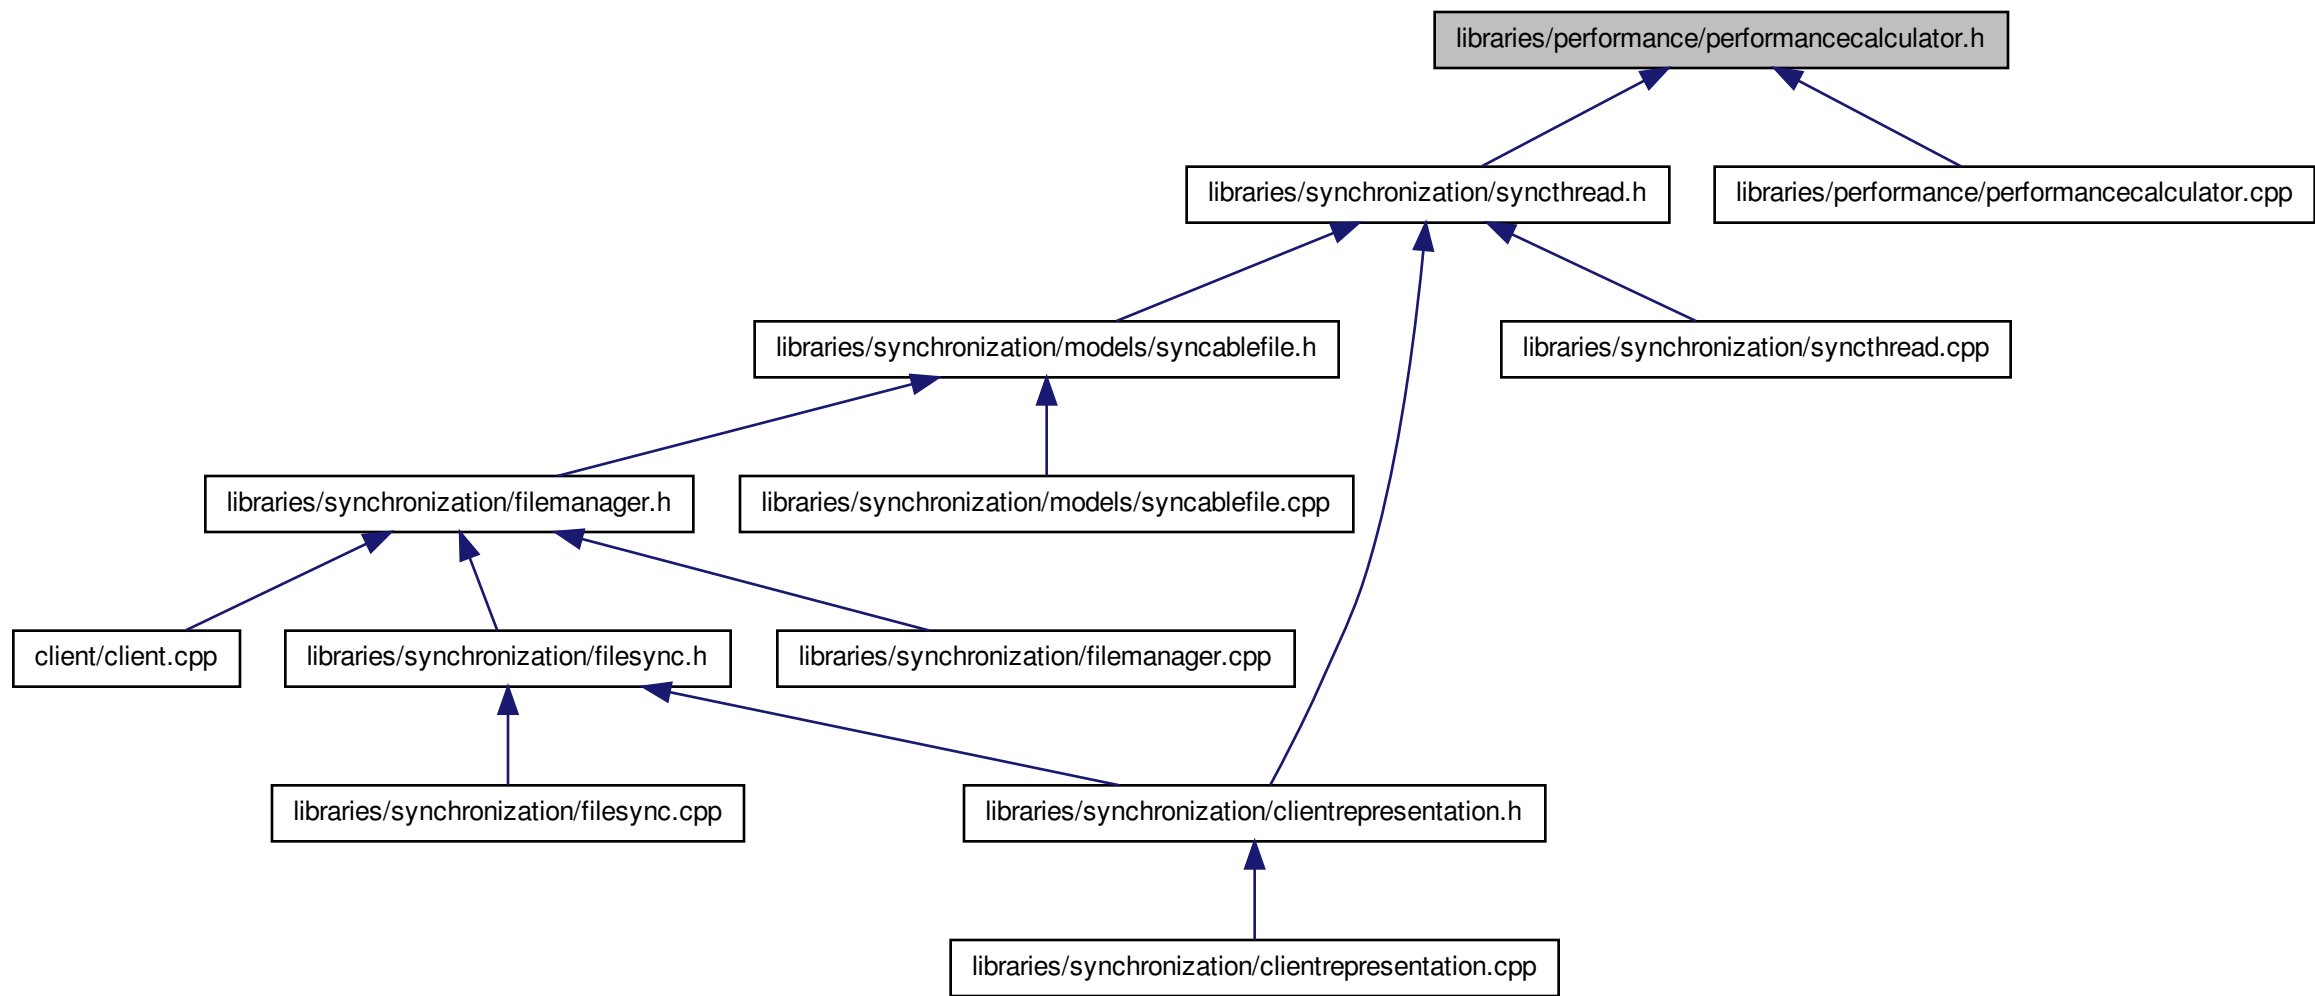 libraries/performance/performancecalculator.h
libraries/synchronization/syncthread.h
libraries/performance/performancecalculator.cpp
libraries/synchronization/models/syncablefile.h
libraries/synchronization/syncthread.cpp
libraries/synchronization/filemanager.h
libraries/synchronization/models/syncablefile.cpp
client/client.cpp
libraries/synchronization/filesync.h
libraries/synchronization/filemanager.cpp
libraries/synchronization/filesync.cpp
libraries/synchronization/clientrepresentation.h
libraries/synchronization/clientrepresentation.cpp